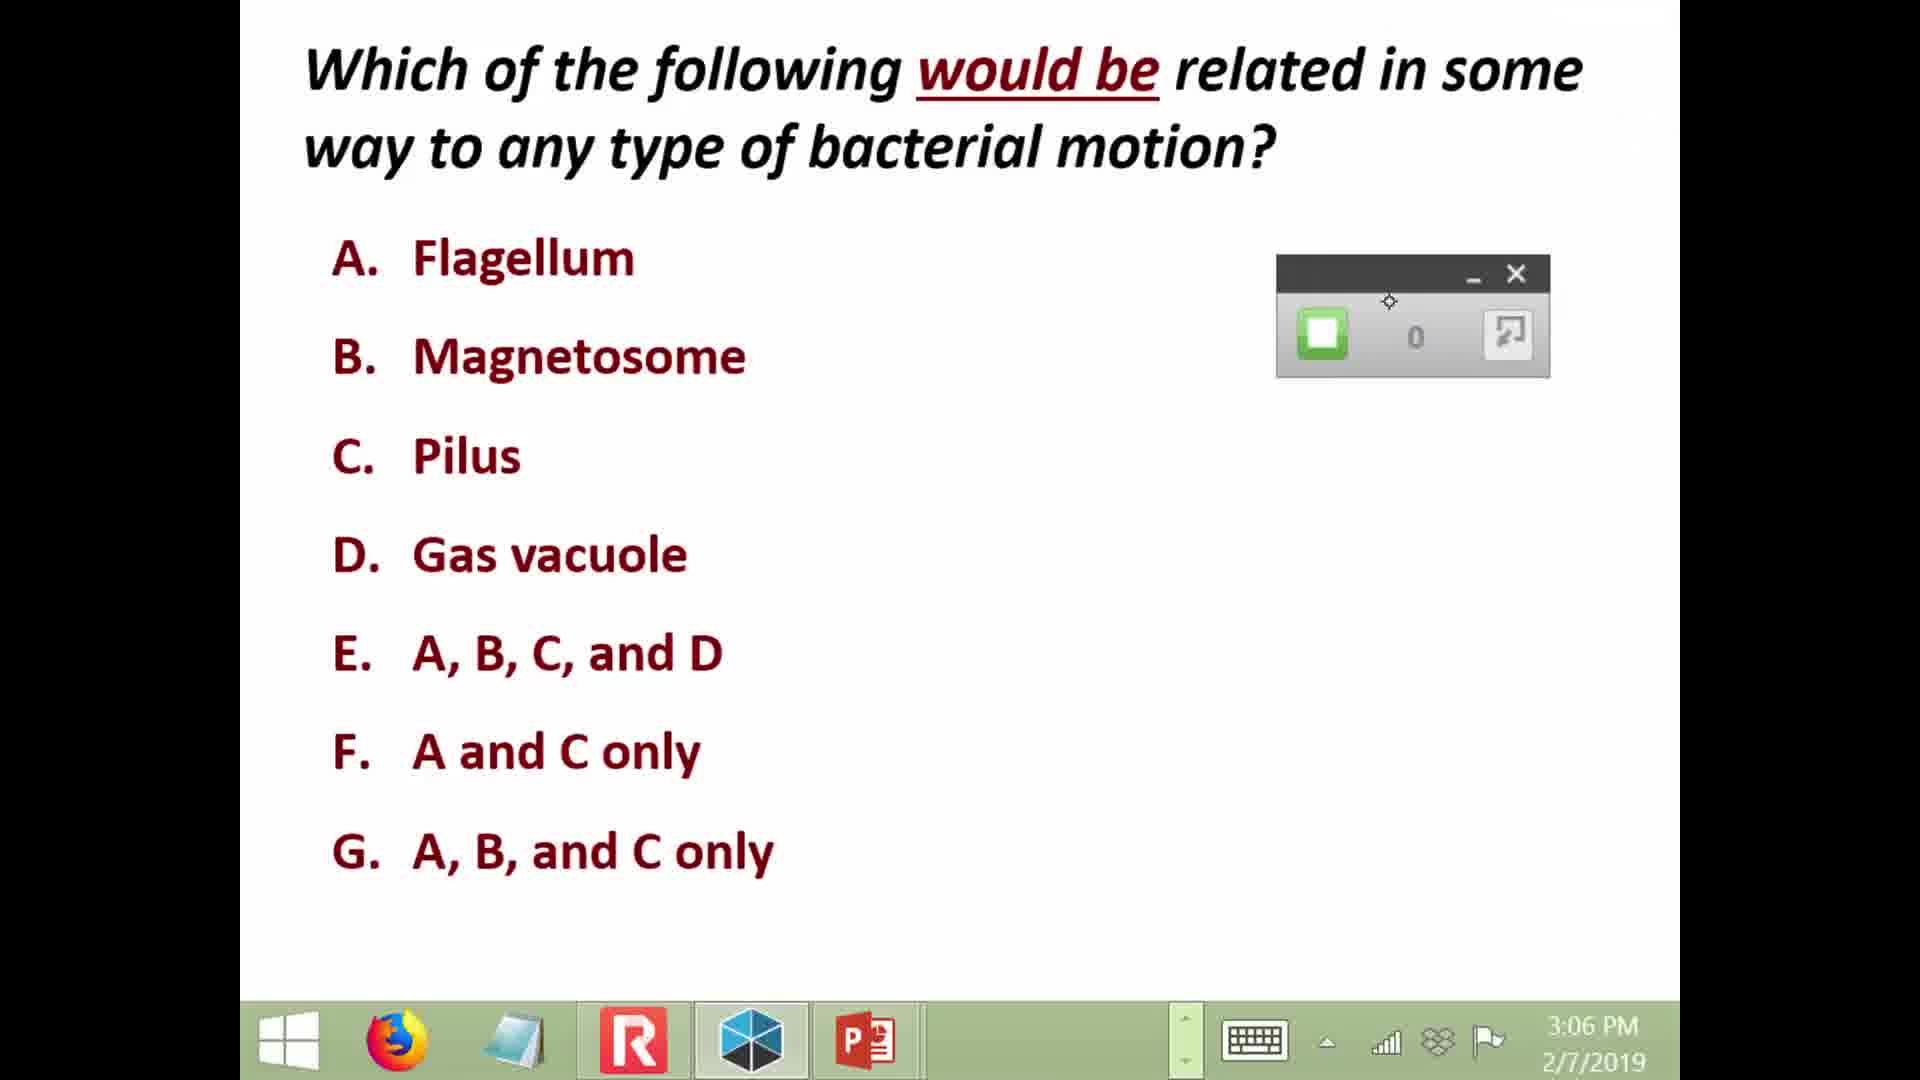 Which of the following would be related in some
way to any type of bacterial motion?
A. Flagellum
B. Magnetosome
C. Pilus
D. Gas vacuole
E. A, B, C, and D
F. A and C only
G. A, B, and C only
0
R
P
3:06 PM
2/7/2019